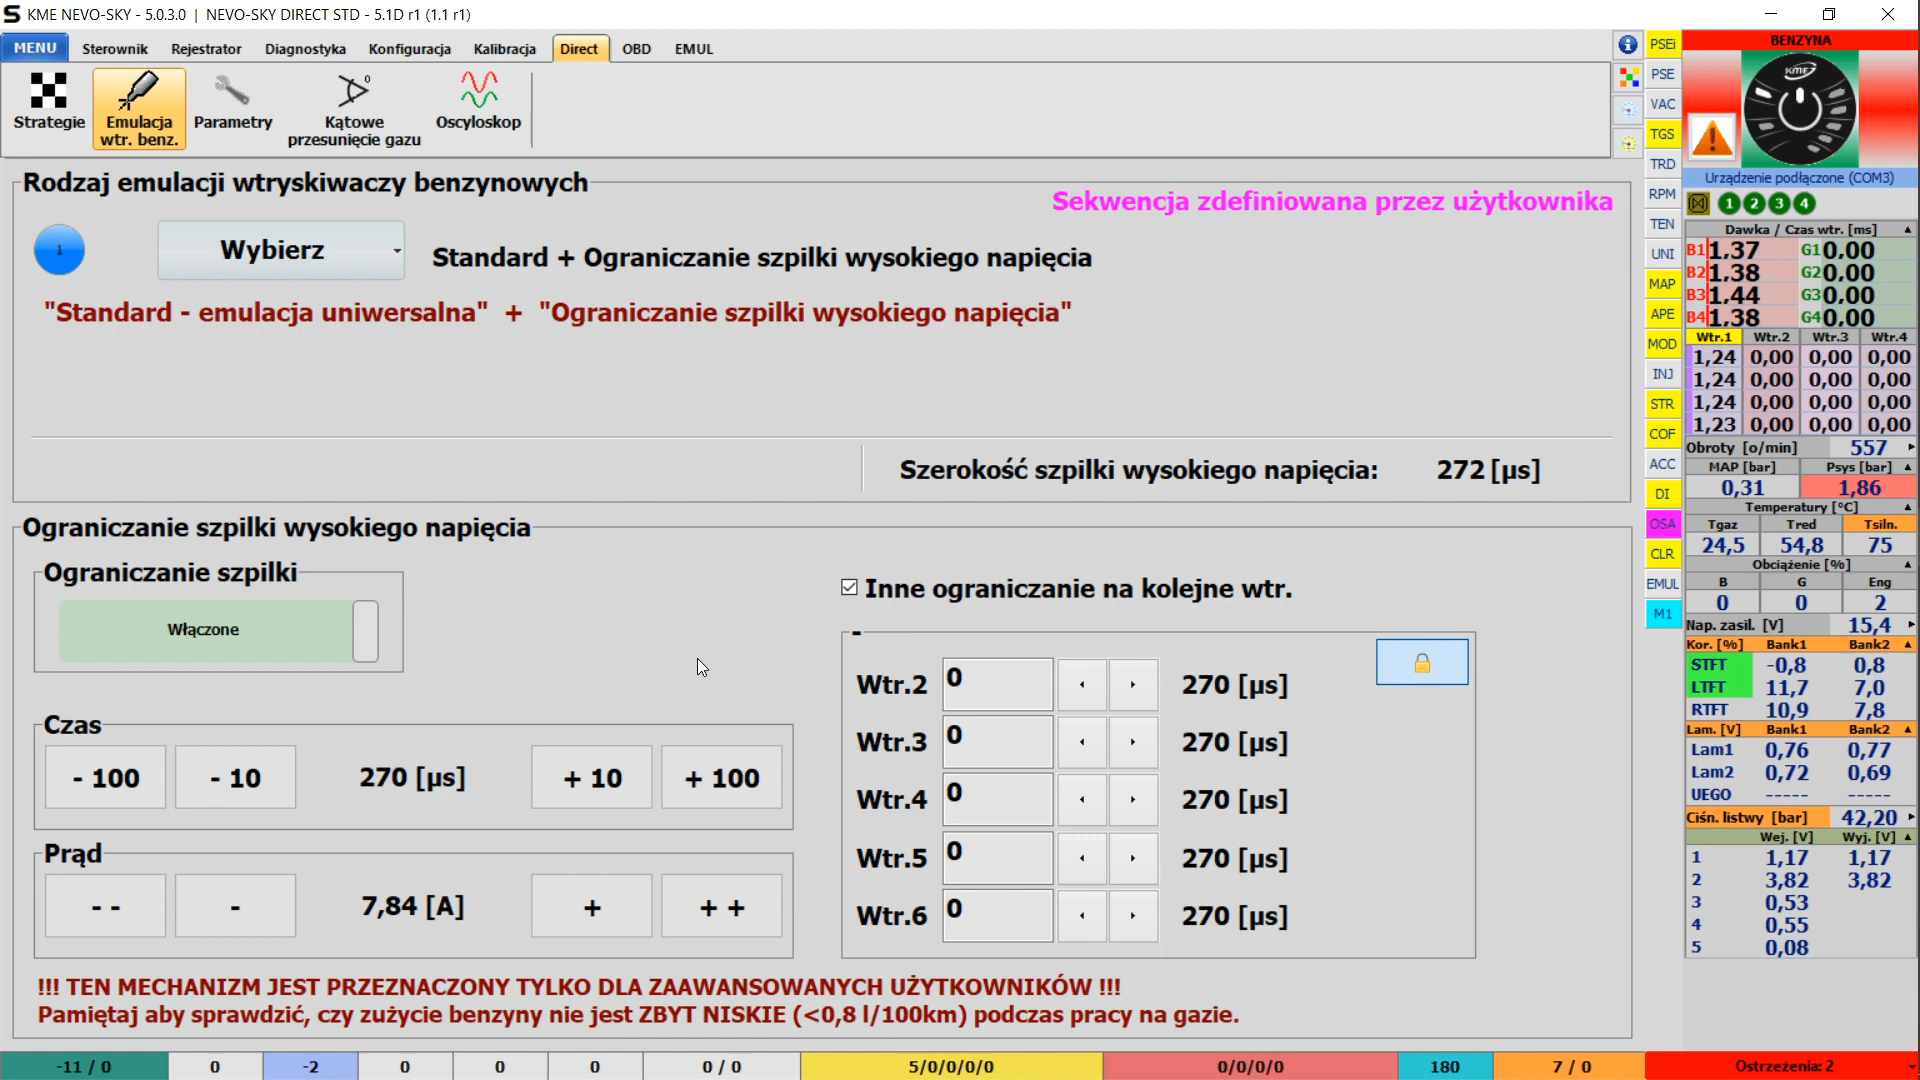 KME NEVO-SKY - 5.0.3.0 | NEVO-SKY DIRECT STD - 5.1D r1 (1.1 r1)
MENU Sterownik Rejestrator Diagnostyka Konfiguracja Kalibracja Direct OBD EMUL
Strategie
Emulacja
wtr. benz.
Parametry
Kątowe
przesunięcie gazu
Oscyloskop
Rodzaj emulacji wtryskiwaczy benzynowych
Sekwencja zdefiniowana przez użytkownika
1
Wybierz
Standard + Ograniczanie szpilki wysokiego napięcia
"Standard - emulacja uniwersalna" + "Ograniczanie szpilki wysokiego napięcia"
Szerokość szpilki wysokiego napięcia: 272 [µs]
Ograniczanie szpilki wysokiego napięcia
Ograniczanie szpilki
Włączone
Czas
- 100 - 10 270 [µs] + 10 + 100
Prąd
- - - 7,84 [A] + + +
Inne ograniczanie na kolejne wtr.
-
Wtr.2 0 270 [µs]
Wtr.3 0 270 [µs]
Wtr.4 0 270 [µs]
Wtr.5 0 270 [µs]
Wtr.6 0 270 [µs]
!!! TEN MECHANIZM JEST PRZEZNACZONY TYLKO DLA ZAAWANSOWANYCH UŻYTKOWNIKÓW !!!
Pamiętaj aby sprawdzić, czy zużycie benzyny nie jest ZBYT NISKIE (<0,8 l/100km) podczas pracy na gazie.
PSEi
PSE
VAC
TGS
TRD
RPM
TEN
UNI
MAP
APE
MOD
INJ
STR
COF
ACC
DI
OSA
CLR
EMUL
M1
BENZYNA
KME
Urządzenie podłączone (COM3)
1 2 3 4
Dawka / Czas wtr. [ms]
B1 1,37 G1 0,00
B2 1,38 G2 0,00
B3 1,44 G3 0,00
B4 1,38 G4 0,00
Wtr.1 Wtr.2 Wtr.3 Wtr.4
1,24 0,00 0,00 0,00
1,24 0,00 0,00 0,00
1,24 0,00 0,00 0,00
1,23 0,00 0,00 0,00
Obroty [o/min] 557
MAP [bar] Psys [bar]
0,31 1,86
Temperatury [°C]
Tgaz Tred Tsiln.
24,5 54,8 75
Obciążenie [%]
B G Eng
0 0 2
Nap. zasil. [V] 15,4
Kor. [%] Bank1 Bank2
STFT -0,8 0,8
LTFT 11,7 7,0
RTFT 10,9 7,8
Lam. [V] Bank1 Bank2
Lam1 0,76 0,77
Lam2 0,72 0,69
UEGO ----- -----
Ciśn. listwy [bar] 42,20
Wej. [V] Wyj. [V]
1 1,17 1,17
2 3,82 3,82
3 0,53
4 0,55
5 0,08
-11 / 0 0 -2 0 0 0 0 / 0 5/0/0/0/0 0/0/0/0 180 7 / 0 Ostrzeżenia: 2